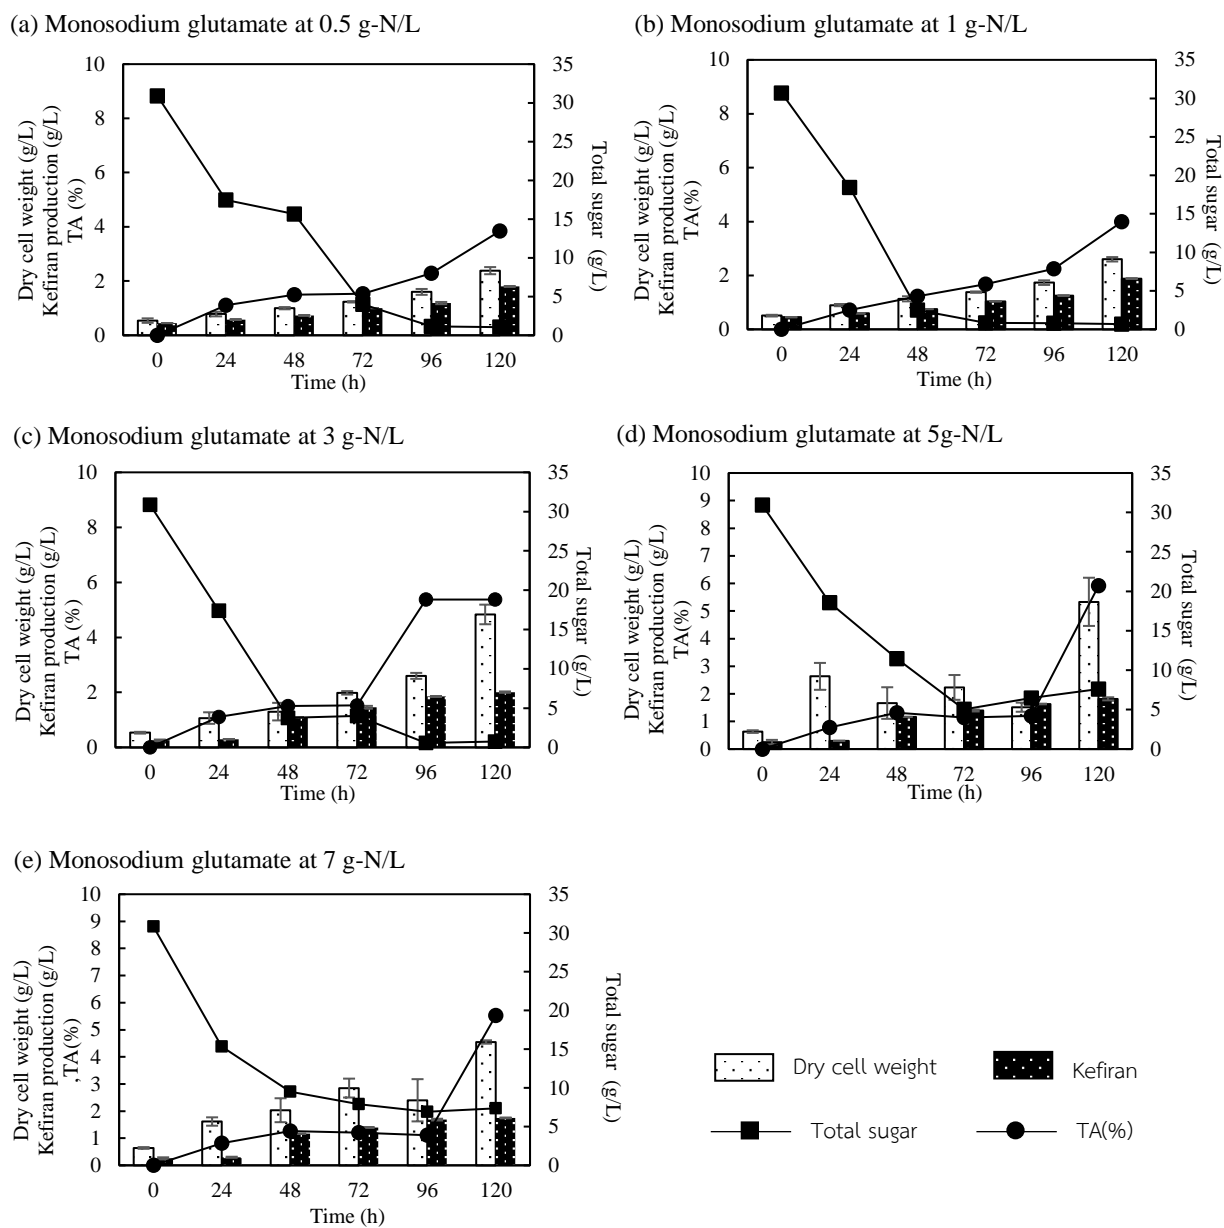 (a) Monosodium glutamate at 0.5 g-N/L
Dry cell weight (g/L)
Kefiran production (g/L)
TA (%)
10
8
6
4
2
0
35
30
25
20
15
10
5
0
Total sugar (g/L)
0 24 48 72 96 120
Time (h)
(b) Monosodium glutamate at 1 g-N/L
Dry cell weight (g/L)
Kefiran production (g/L)
TA(%)
10
8
6
4
2
0
35
30
25
20
15
10
5
0
Total sugar (g/L)
0 24 48 72 96 120
Time (h)
(c) Monosodium glutamate at 3 g-N/L
Dry cell weight (g/L)
Kefiran production (g/L)
TA (%)
10
8
6
4
2
0
35
30
25
20
15
10
5
0
Total sugar (g/L)
0 24 48 72 96 120
Time (h)
(d) Monosodium glutamate at 5g-N/L
Dry cell weight (g/L)
Kefiran production (g/L)
TA(%)
10
9
8
7
6
5
4
3
2
1
0
35
30
25
20
15
10
5
0
Total sugar (g/L)
0 24 48 72 96 120
Time (h)
(e) Monosodium glutamate at 7 g-N/L
Dry cell weight (g/L)
Kefiran production (g/L)
,TA(%)
10
9
8
7
6
5
4
3
2
1
0
35
30
25
20
15
10
5
0
Total sugar (g/L)
0 24 48 72 96 120
Time (h)
Dry cell weight
Kefiran
Total sugar
TA(%)